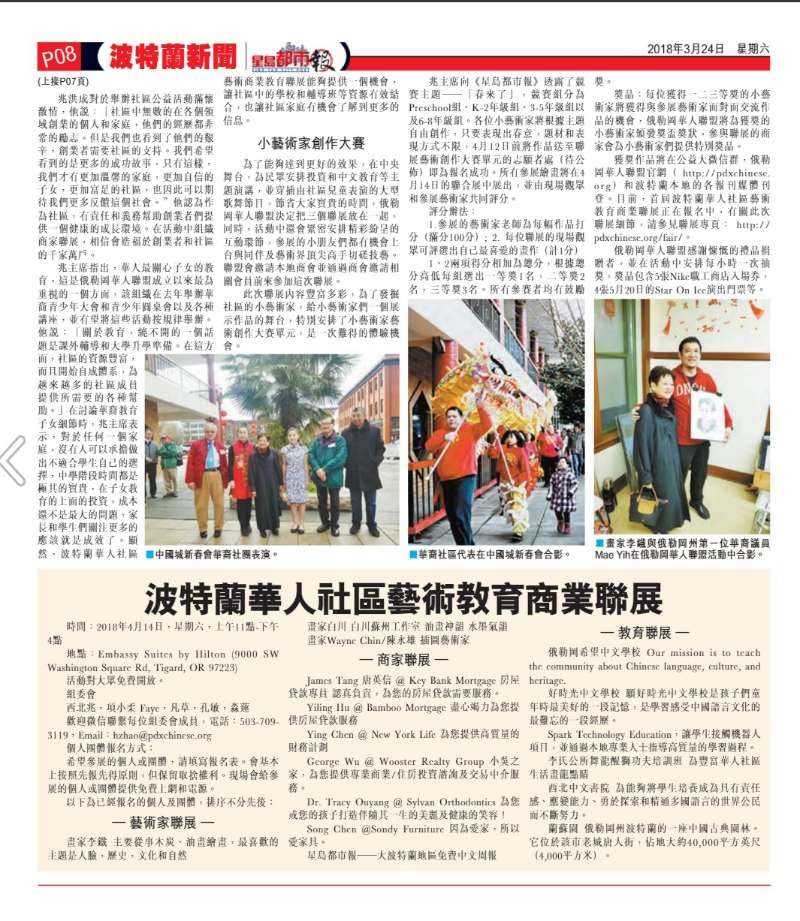 P08
波特蘭新聞
星島都市報
2018年3月24日 星期六
(上接P07頁)
兆洪成對於舉辦社區公益活動滿懷
激情，他說：「社區中無數的在各個領
域創業的個人和家庭，他們的經歷都非
常的勵志。但是我們也看到了他們的艱
辛，創業者需要社區的支持。我們希望
看到的是更多的成功故事，只有這樣，
我們才有更加溫馨的家庭，更加自信的
子女，更加富足的社區，也因此可以期
待我們更多反饋這個社會。”他認為作
為社區，有責任和義務幫助創業者們提
供一個健康的成長環境。在活動中組織
商家聯展，相信會造福於創業者和社區
的千家萬戶。
兆主席指出，華人最關心子女的教
育，這是俄勒岡華人聯盟成立以來最為
重視的一個方面，該組織在去年舉辦華
裔青少年大會和青少年圓桌會以及各種
講座，並有望將這些活動按規律舉辦。
他說：「關於教育，繞不開的一個話
題是課外輔導和大學升學準備。在這方
面，社區的資源豐富，
而且開始自成體系，為
越來越多的社區成員
提供所需要的各種幫
助。」在討論華裔教育
子女細節時，兆主席表
示，對於任何一個家
庭，沒有人可以承擔做
出不適合學生自己的選
擇，中學階段時間都是
極其的寶貴，在子女教
育的上面的投資，成本
還不是最大的問題，家
長和學生們關注更多的
應該就是成效了。顯
然，波特蘭華人社區
藝術商業教育聯展能夠提供一個機會，
讓社區中的學校和輔導班等資源有效結
合，也讓社區家庭有機會了解到更多的
信息。
小藝術家創作大賽
為了能夠達到更好的效果，在中央
舞台，為民眾安排投資和中文教育等主
題演講，並穿插由社區兒童表演的大型
歌舞節目，節省大家寶貴的時間，俄勒
岡華人聯盟決定把三個聯展放在一起，
同時，活動中還會緊密安排精彩紛呈的
互動環節，參展的小朋友們都有機會上
台與同伴及藝術界頂尖高手切磋技藝。
聯盟會邀請本地商會並通過商會邀請相
關會員前來參加這次聯展。
此次聯展內容豐富多彩，為了發掘
社區的小藝術家，給小藝術家們一個展
示作品的舞台，特別安排了小藝術家藝
術創作大賽單元，是一次難得的體驗機
會。
兆主席向《星島都市報》透露了競
賽主題——「春來了」，競賽組分為
Preschool組、K-2年級組、3-5年級組以
及6-8年級組。各位小藝術家將根據主題
自由創作，只要表現出春意，題材和表
現方式不限，4月12日前將作品送至聯
展藝術創作大賽單元的志願者處（待公
佈）即為報名成功。所有參展繪畫將在4
月14日的聯合展中展出，並由現場觀眾
和參展藝術家共同評分。
評分辦法：
1.參展的藝術家老師為每幅作品打
分（滿分100分）；2. 每位聯展的現場觀
眾可評選出自己最喜愛的畫作（計1分）
1、2兩項得分相加為總分，根據總
分高低每組選出一等獎1名，二等獎2
名，三等獎3名。所有參賽者均有鼓勵
獎。
獎品：每位獲得一二三等獎的小藝
術家將獲得與參展藝術家面對面交流作
品的機會，俄勒岡華人聯盟將為獲獎的
小藝術家頒發獎盃獎狀，參與聯展的商
家會為小藝術家們提供特別獎品。
獲獎作品將在公益大微信群，俄勒
岡華人聯盟官網（ http://pdxchinese.
org）和波特蘭本地的各報刊媒體刊
登。目前，首屆波特蘭華人社區藝術
教育商業聯展正在報名中，有關此次
聯展細節，請參見聯展專頁： http://
pdxchinese.org/fair/。
俄勒岡華人聯盟感謝慷慨的禮品捐
贈者，華在活動中安排每小時一次抽
獎，獎品包含5張Nike職工商店入場券，
4張5月20日的Star On Ice演出門票等。
■中國城新春會華裔社團表演。
■華裔社區代表在中國城新春會合影。
■畫家李鐵與俄勒岡州第一位華裔議員
Mae Yih在俄勒岡華人聯盟活動中合影。
波特蘭華人社區藝術教育商業聯展
時間：2018年4月14日，星期六，上午11點-下午
4點
地點：Embassy Suites by Hilton (9000 SW
Washington Square Rd, Tigard, OR 97223)
活動對大眾免費開放。
組委會
西北兆，項小柔 Faye，凡草，孔敏，淼蓮
歡迎微信聯繫每位組委會成員，電話：503-709-
3119，Email：hzhao@pdxchinese.org
個人團體報名方式：
希望參展的個人或團體，請填寫報名表。會基本
上按照先報先得原則，但保留取捨權利。現場會給參
展的個人或團體提供免費上網和電源。
以下為已經報名的個人及團體，排序不分先後：
— 藝術家聯展 —
畫家李鐵 主要從事木炭、油畫繪畫，最喜歡的
主題是人臉，歷史，文化和自然
畫家白川 白川蘇州工作室 油畫神韻 水墨氣韻
畫家Wayne Chin/陳永雄 插圖藝術家
— 商家聯展 —
James Tang 唐英信 @ Key Bank Mortgage 房屋
貸款專員 認真負責，為您的房屋貸款需要服務。
Yiling Hu @ Bamboo Mortgage 盡心竭力為您提
供房屋貸款服務
Ying Chen @ New York Life 為您提供高質量的
財務計劃
George Wu @ Wooster Realty Group 小吳之
家，為您提供專業商業/住房投資諮詢及交易中介服
務。
Dr. Tracy Ouyang @ Sylvan Orthodontics 為您
或您的孩子打造伴隨其一生的美麗及健康的笑容！
Song Chen @Sondy Furniture 因為愛家，所以
愛家具。
星島都市報——大波特蘭地區免費中文周報
— 教育聯展 —
俄勒岡希望中文學校 Our mission is to teach
the community about Chinese language, culture, and
heritage.
好時光中文學校 願好時光中文學校是孩子們童
年時最美好的一段記憶，是學習感受中國語言文化的
最難忘的一段經歷。
Spark Technology Education，讓學生接觸機器人
項目，並通過本地專業人士指導高質量的學習過程。
李氏公所舞龍醒獅功夫培訓班 為豐富華人社區
生活畫龍點睛
西北中文書院 為能夠將學生培養成為具有責任
感、應變能力、勇於探索和精通多國語言的世界公民
而不斷努力。
蘭蘇園 俄勒岡州波特蘭的一座中國古典園林。
它位於該市老城唐人街，佔地大約40,000平方英尺
（4,000平方米）。